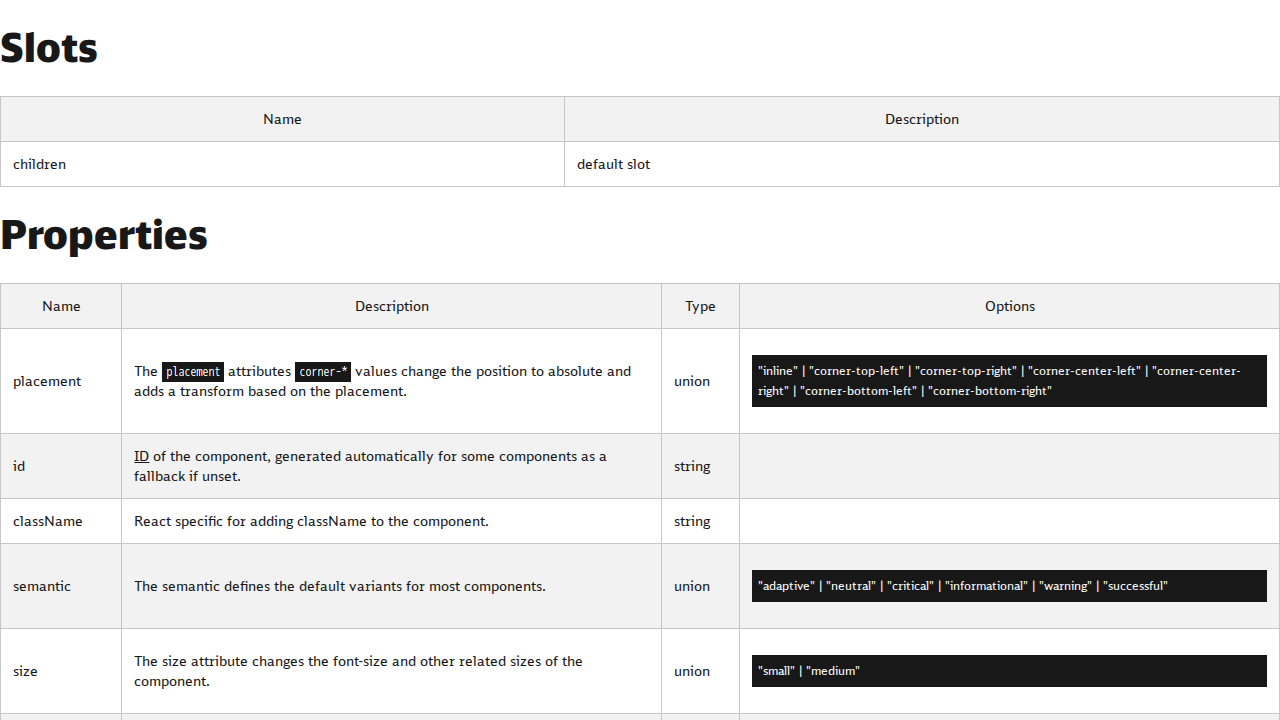 Slots
Name Description
children default slot
Properties
Name Description Type Options
placement The placement attributes corner-* values change the position to absolute and adds a transform based on the placement. union "inline" | "corner-top-left" | "corner-top-right" | "corner-center-left" | "corner-center-right" | "corner-bottom-left" | "corner-bottom-right"
id ID of the component, generated automatically for some components as a fallback if unset. string
className React specific for adding className to the component. string
semantic The semantic defines the default variants for most components. union "adaptive" | "neutral" | "critical" | "informational" | "warning" | "successful"
size The size attribute changes the font-size and other related sizes of the component. union "small" | "medium"